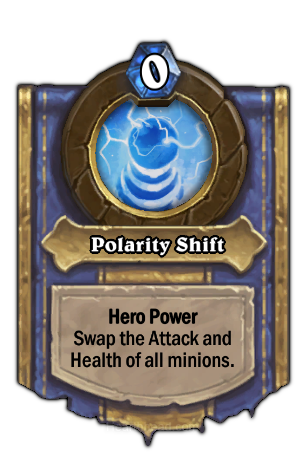 0
Polarity Shift
Hero Power
Swap the Attack and
Health of all minions.